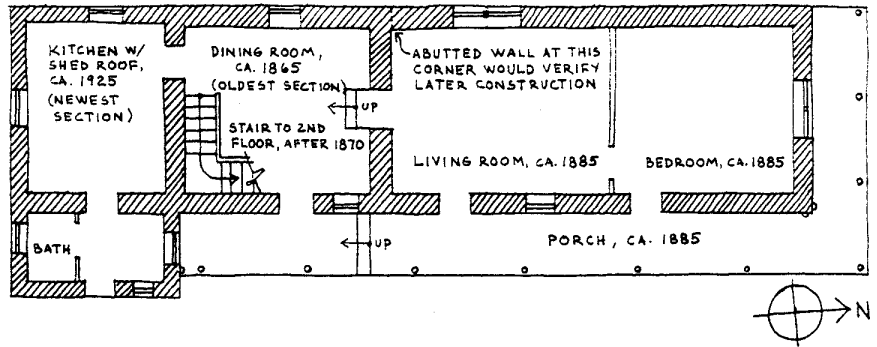 KITCHEN W/
SHED ROOF,
CA. 1925
(NEWEST
SECTION)
DINING ROOM,
CA. 1865
(OLDEST SECTION)
UP
STAIR TO 2ND
FLOOR, AFTER 1870
ABUTTED WALL AT THIS
CORNER WOULD VERIFY
LATER CONSTRUCTION
LIVING ROOM, CA. 1885
BEDROOM, CA. 1885
BATH
UP
PORCH, CA. 1885
N